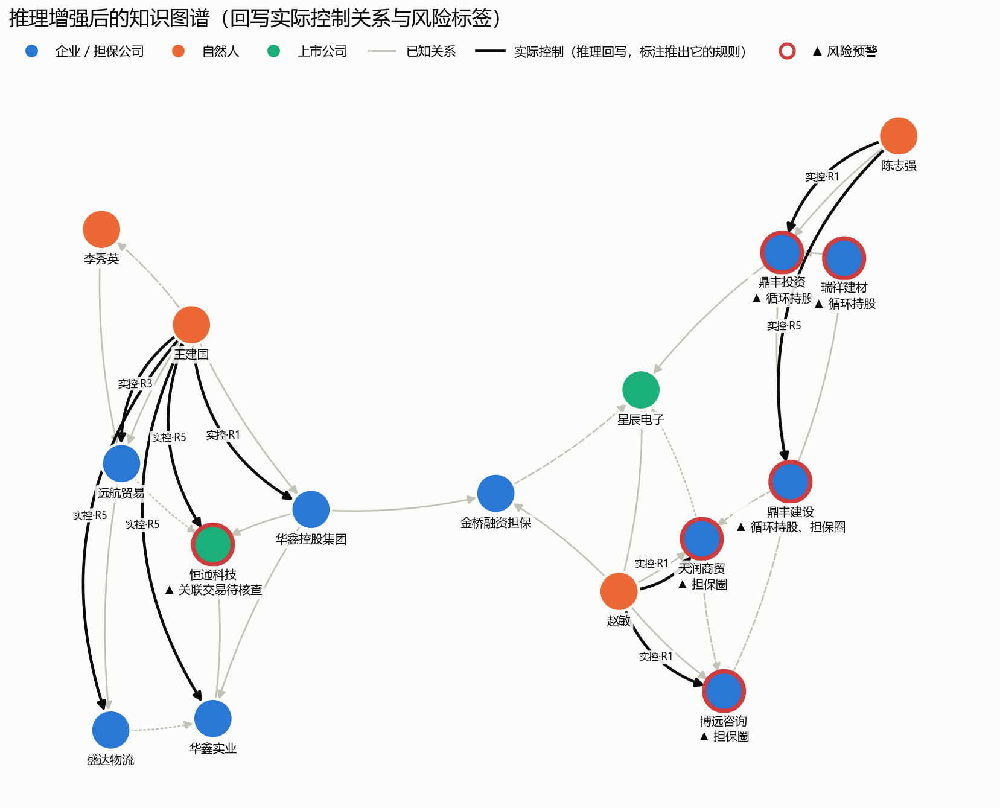 推理增强后的知识图谱（回写实际控制关系与风险标签）
企业 / 担保公司
自然人
上市公司
已知关系
实际控制（推理回写，标注推出它的规则）
▲ 风险预警
陈志强
实控·R1
李秀英
鼎丰投资
▲ 循环持股
瑞祥建材
▲ 循环持股
实控·R5
王建国
实控·R3
实控·R5
实控·R1
星辰电子
远航贸易
实控·R5
实控·R5
华鑫控股集团
金桥融资担保
鼎丰建设
▲ 循环持股、担保圈
恒通科技
▲ 关联交易待核查
实控·R1
天润商贸
▲ 担保圈
赵敏
实控·R1
博远咨询
▲ 担保圈
盛达物流
华鑫实业